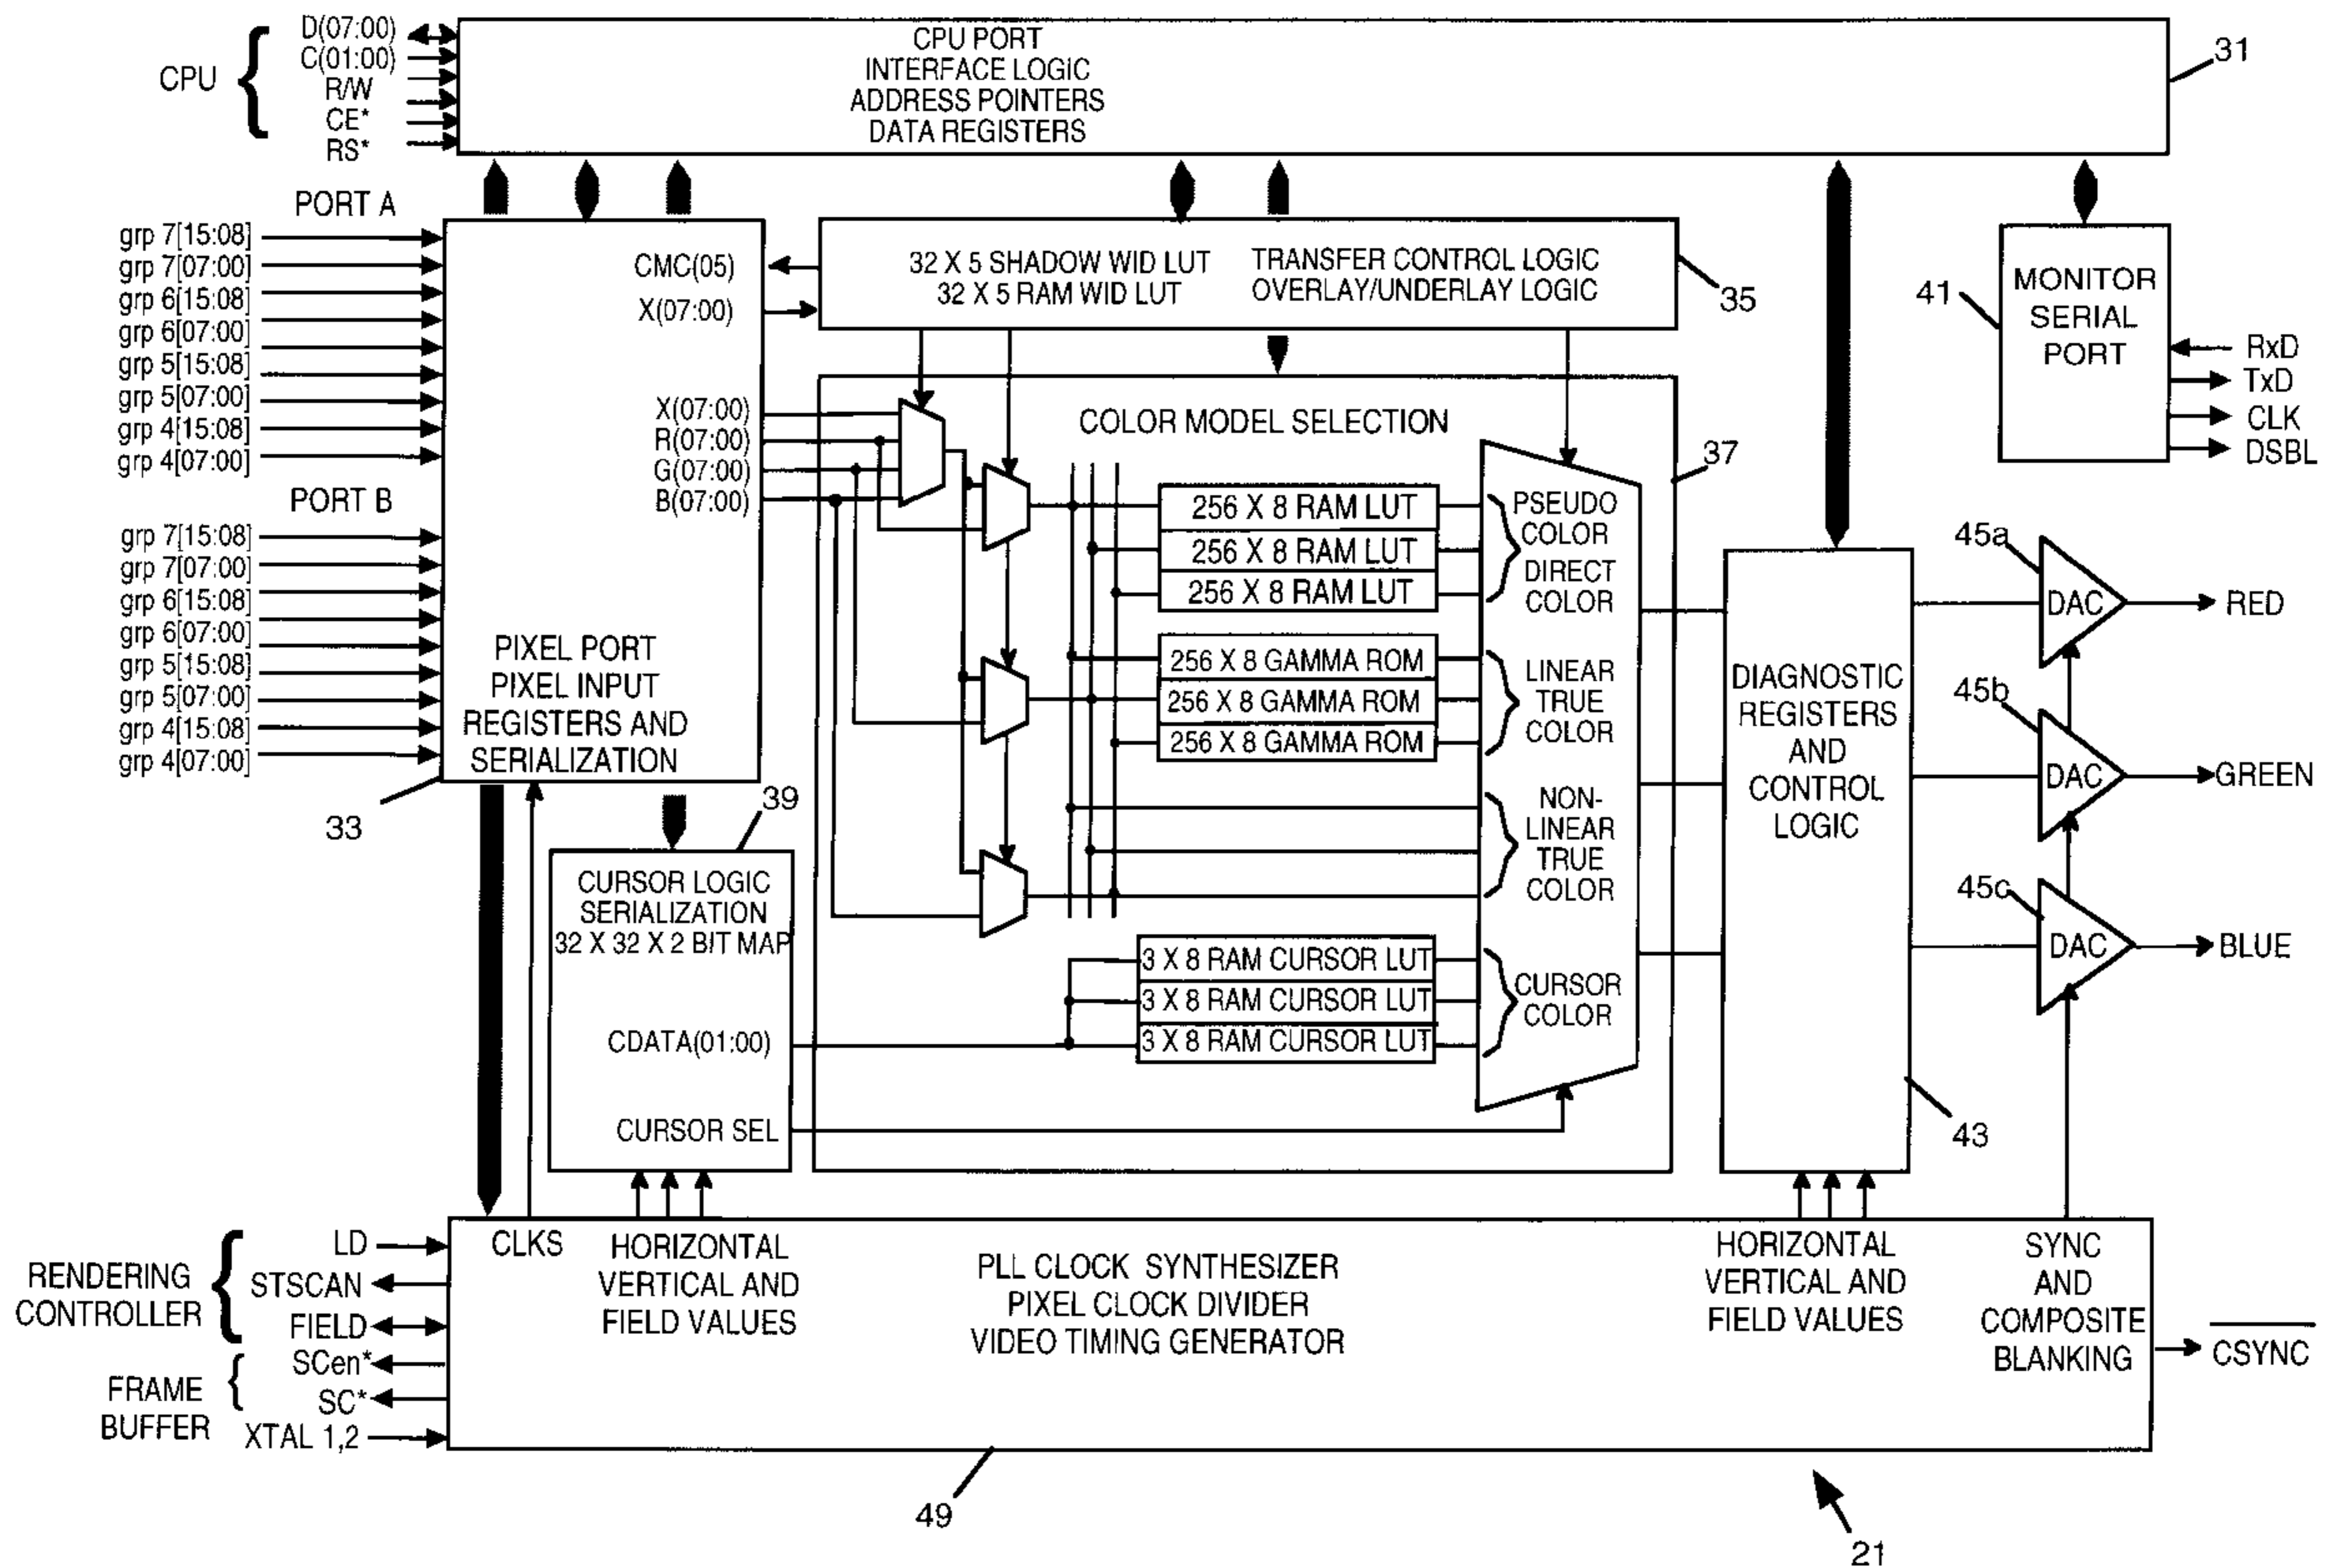 CPU
D(07:00)
C(01:00)
R/W
CE*
RS*
CPU PORT
INTERFACE LOGIC
ADDRESS POINTERS
DATA REGISTERS
31
PORT A
grp 7[15:08]
grp 7[07:00]
grp 6[15:08]
grp 6[07:00]
grp 5[15:08]
grp 5[07:00]
grp 4[15:08]
grp 4[07:00]
PORT B
grp 7[15:08]
grp 7[07:00]
grp 6[15:08]
grp 6[07:00]
grp 5[15:08]
grp 5[07:00]
grp 4[15:08]
grp 4[07:00]
33
CMC(05)
X(07:00)
X(07:00)
R(07:00)
G(07:00)
B(07:00)
PIXEL PORT
PIXEL INPUT
REGISTERS AND
SERIALIZATION
32 X 5 SHADOW WID LUT
32 X 5 RAM WID LUT
TRANSFER CONTROL LOGIC
OVERLAY/UNDERLAY LOGIC
35
41
MONITOR
SERIAL
PORT
RxD
TxD
CLK
DSBL
COLOR MODEL SELECTION
37
256 X 8 RAM LUT
256 X 8 RAM LUT
256 X 8 RAM LUT
PSEUDO
COLOR
DIRECT
COLOR
256 X 8 GAMMA ROM
256 X 8 GAMMA ROM
256 X 8 GAMMA ROM
LINEAR
TRUE
COLOR
NON-
LINEAR
TRUE
COLOR
3 X 8 RAM CURSOR LUT
3 X 8 RAM CURSOR LUT
3 X 8 RAM CURSOR LUT
CURSOR
COLOR
39
CURSOR LOGIC
SERIALIZATION
32 X 32 X 2 BIT MAP
CDATA(01:00)
CURSOR SEL
DIAGNOSTIC
REGISTERS
AND
CONTROL
LOGIC
43
45a
DAC
RED
45b
DAC
GREEN
45c
DAC
BLUE
RENDERING
CONTROLLER
LD
STSCAN
FIELD
FRAME
BUFFER
SCen*
SC*
XTAL 1,2
CLKS
HORIZONTAL
VERTICAL AND
FIELD VALUES
PLL CLOCK SYNTHESIZER
PIXEL CLOCK DIVIDER
VIDEO TIMING GENERATOR
HORIZONTAL
VERTICAL AND
FIELD VALUES
SYNC
AND
COMPOSITE
BLANKING
CSYNC
49
21